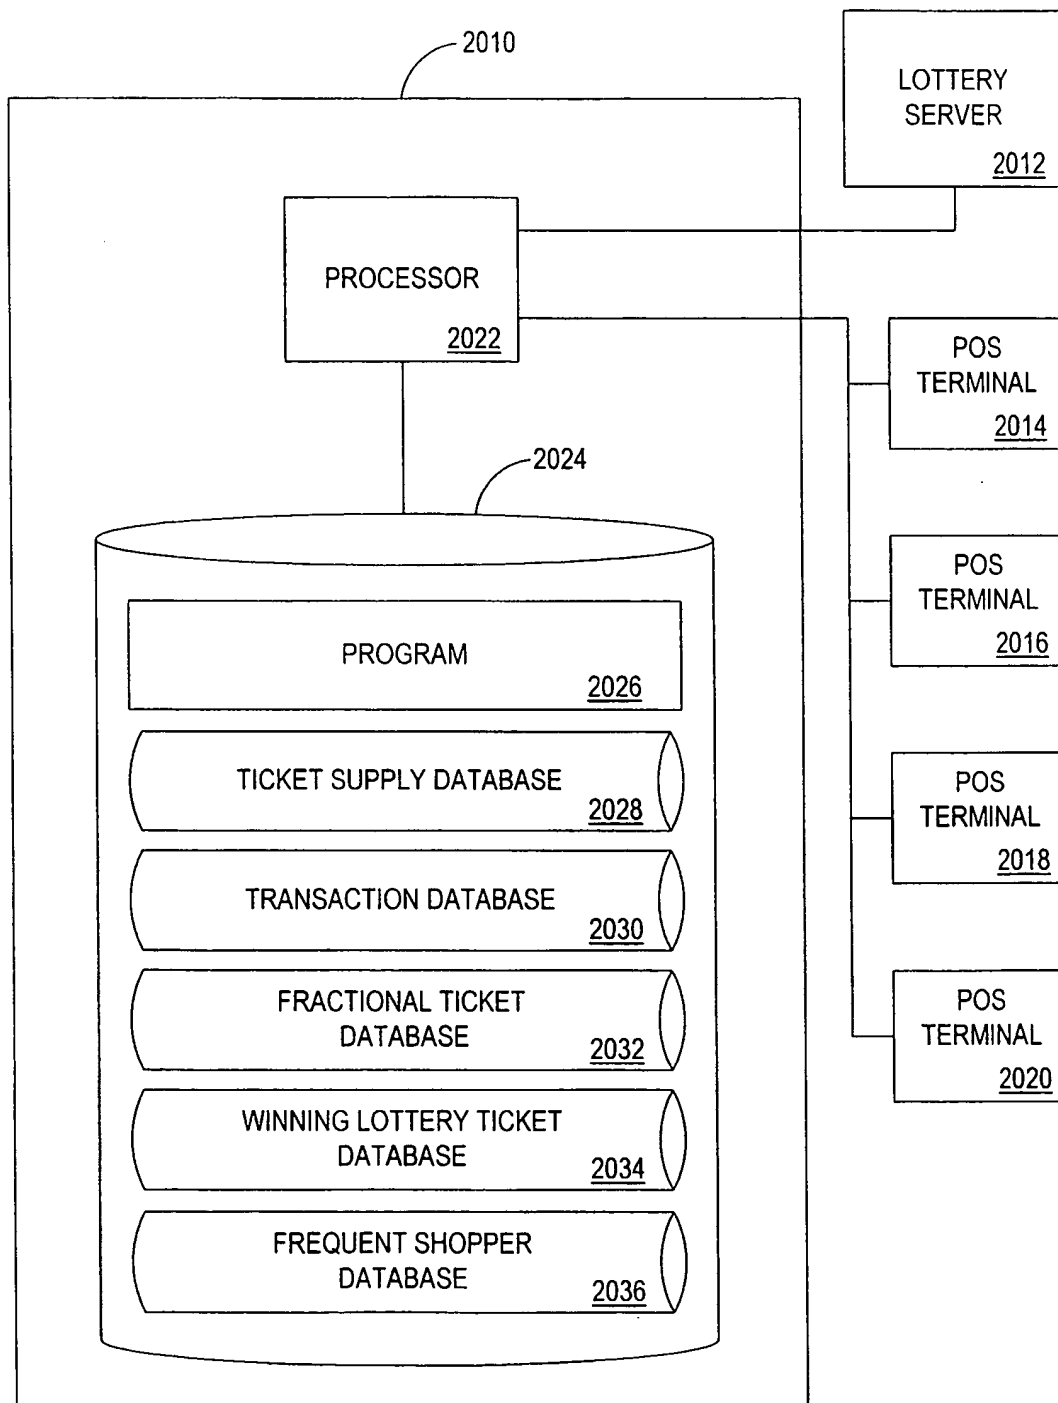 2010
LOTTERY
SERVER
2012
PROCESSOR
2022
POS
TERMINAL
2014
2024
POS
TERMINAL
2016
PROGRAM
2026
TICKET SUPPLY DATABASE
2028
POS
TERMINAL
2018
TRANSACTION DATABASE
2030
FRACTIONAL TICKET
DATABASE
2032
POS
TERMINAL
2020
WINNING LOTTERY TICKET
DATABASE
2034
FREQUENT SHOPPER
DATABASE
2036